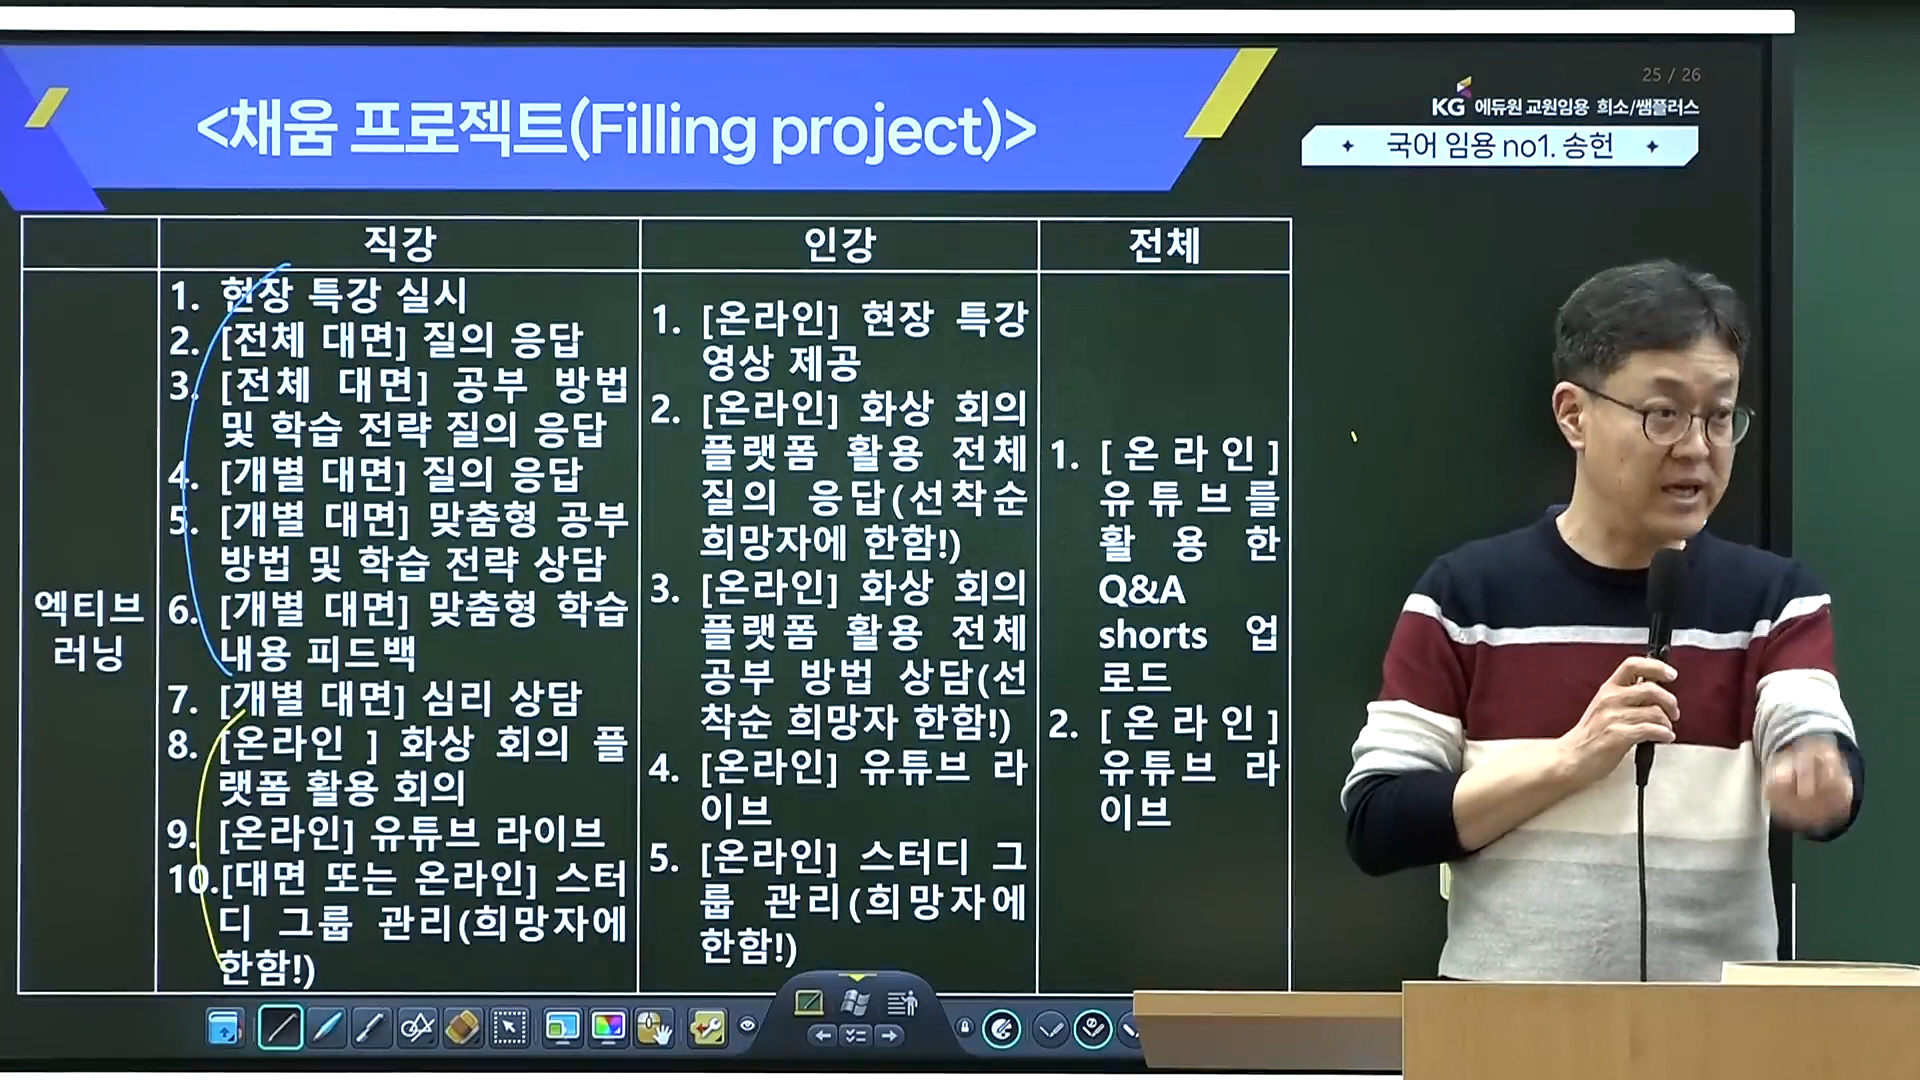 <채움 프로젝트(Filling project)>
25 / 26
KG 에듀원 교원임용 희소/쌤플러스
국어 임용 no1. 송헌
직강
인강
전체
엑티브
러닝
1. 현장 특강 실시
2. [전체 대면] 질의 응답
3. [전체 대면] 공부 방법
및 학습 전략 질의 응답
4. [개별 대면] 질의 응답
5. [개별 대면] 맞춤형 공부
방법 및 학습 전략 상담
6. [개별 대면] 맞춤형 학습
내용 피드백
7. [개별 대면] 심리 상담
8. [온라인 ] 화상 회의 플
랫폼 활용 회의
9. [온라인] 유튜브 라이브
10.[대면 또는 온라인] 스터
디 그룹 관리(희망자에
한함!)
1. [온라인] 현장 특강
영상 제공
2. [온라인] 화상 회의
플랫폼 활용 전체
질의 응답(선착순
희망자에 한함!)
3. [온라인] 화상 회의
플랫폼 활용 전체
공부 방법 상담(선
착순 희망자 한함!)
4. [온라인] 유튜브 라
이브
5. [온라인] 스터디 그
룹 관리(희망자에
한함!)
1. [온라인]
유튜브를
활용한
Q&A
shorts 업
로드
2. [온라인]
유튜브 라
이브